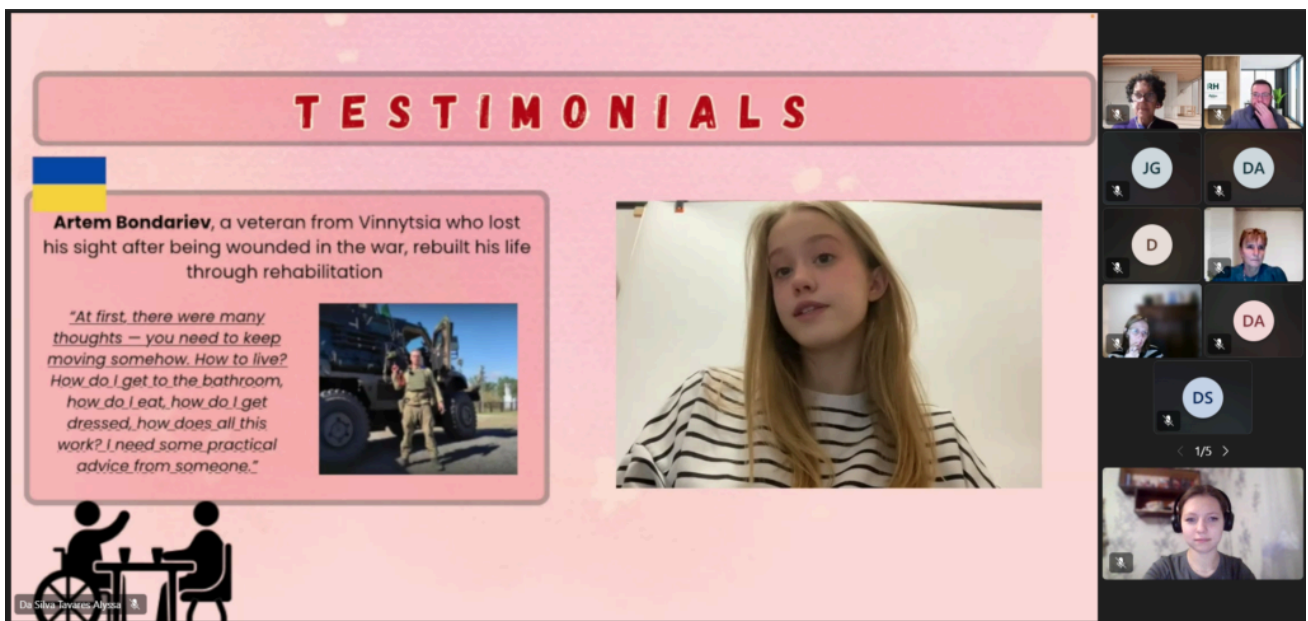 TESTIMONIALS
Artem Bondariev, a veteran from Vinnytsia who lost
his sight after being wounded in the war, rebuilt his life
through rehabilitation
“At first, there were many
thoughts — you need to keep
moving somehow. How to live?
How do I get to the bathroom,
how do I eat, how do I get
dressed, how does all this
work? I need some practical
advice from someone.”
Da Silva Tavares Alyssa
RH
JG
DA
D
DA
DS
1/5